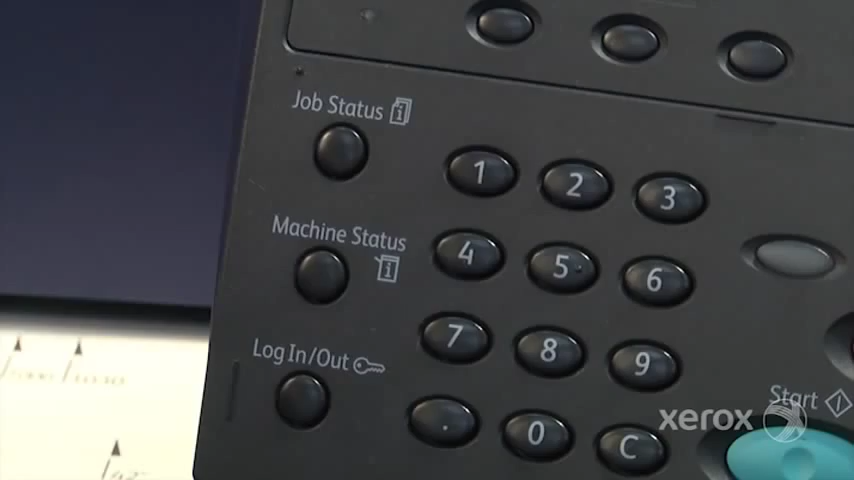 Job Status
1 2 3
Machine Status
4 5 6
Log In/Out
7 8 9
Start
. 0 C
xerox